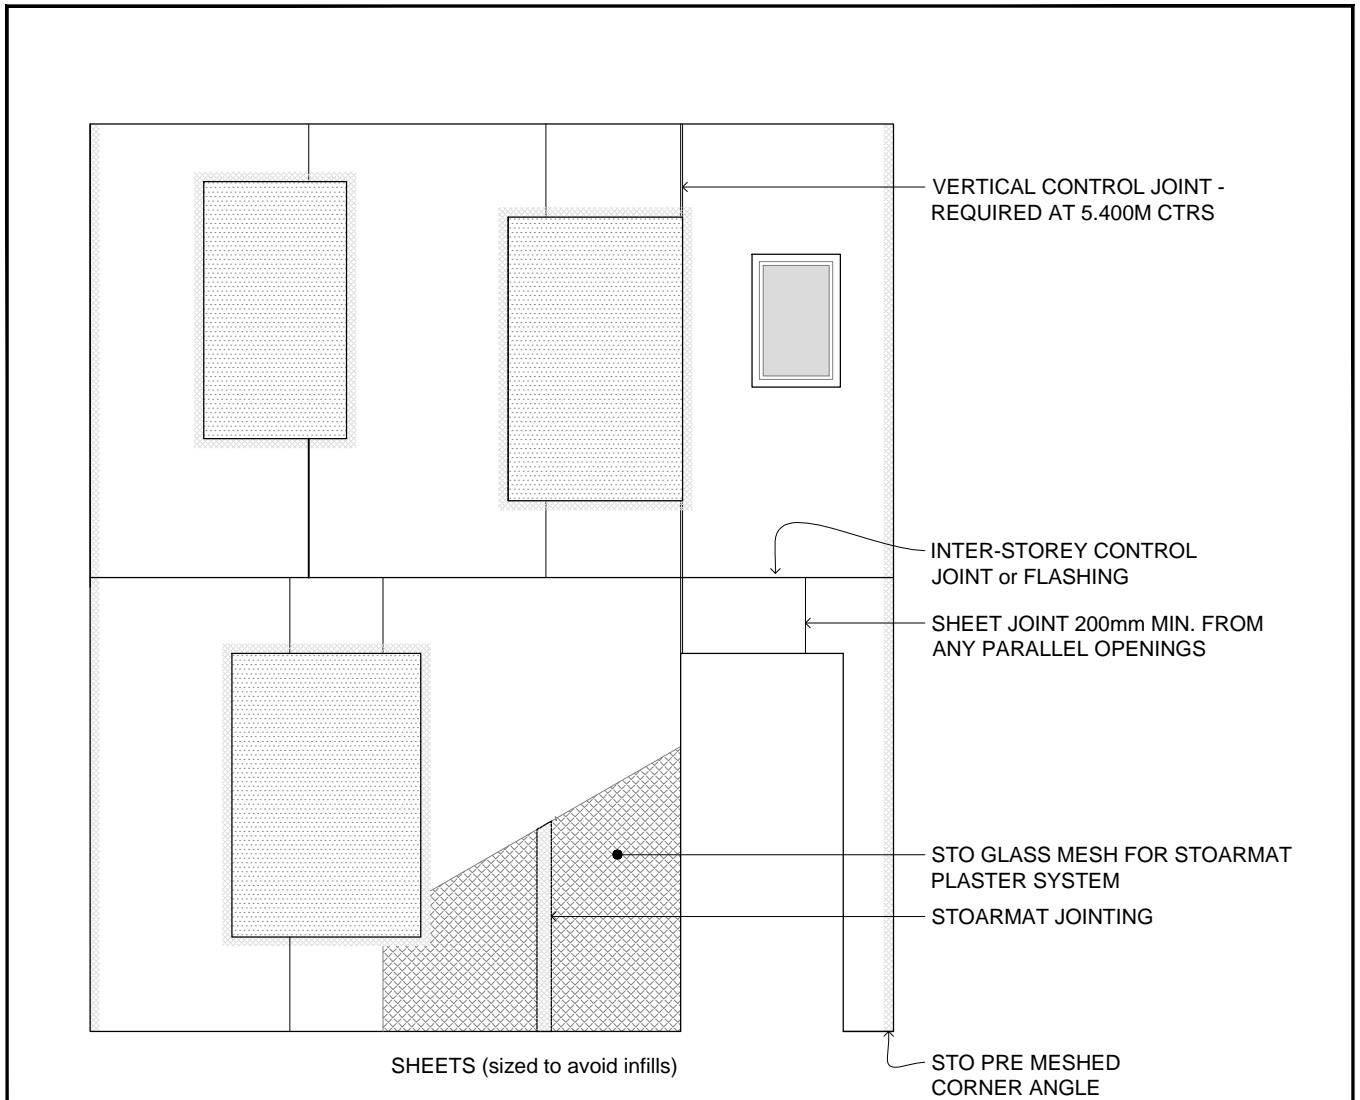 VERTICAL CONTROL JOINT -
REQUIRED AT 5.400M CTRS
INTER-STOREY CONTROL
JOINT or FLASHING
SHEET JOINT 200mm MIN. FROM
ANY PARALLEL OPENINGS
STO GLASS MESH FOR STOARMAT
PLASTER SYSTEM
STOARMAT JOINTING
SHEETS (sized to avoid infills)
STO PRE MESHED
CORNER ANGLE